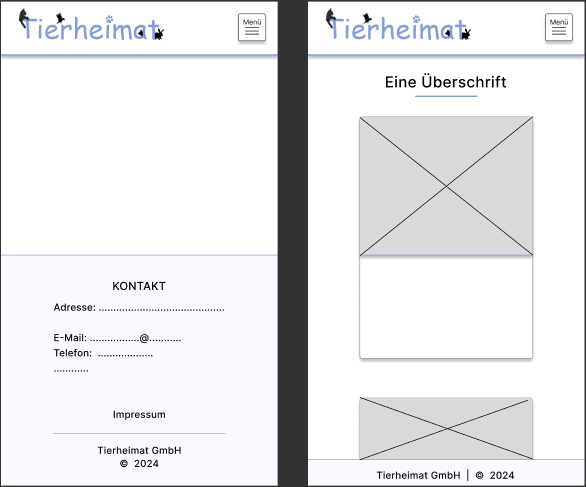 Tierheimat
Menü
KONTAKT
Adresse: ............................................
E-Mail: .................@...........
Telefon: ...................
............
Impressum
Tierheimat GmbH
© 2024
Tierheimat
Menü
Eine Überschrift
Tierheimat GmbH | © 2024